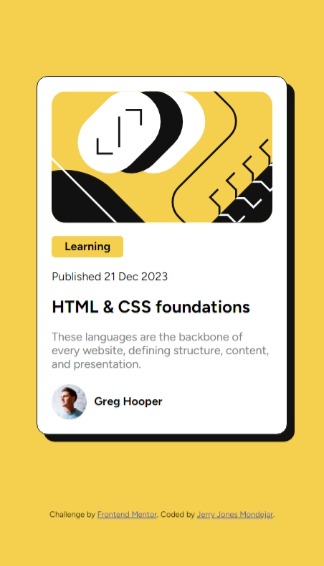 Learning
Published 21 Dec 2023
HTML & CSS foundations
These languages are the backbone of
every website, defining structure, content,
and presentation.
Greg Hooper
Challenge by Frontend Mentor. Coded by Jerry Jones Mondejar.